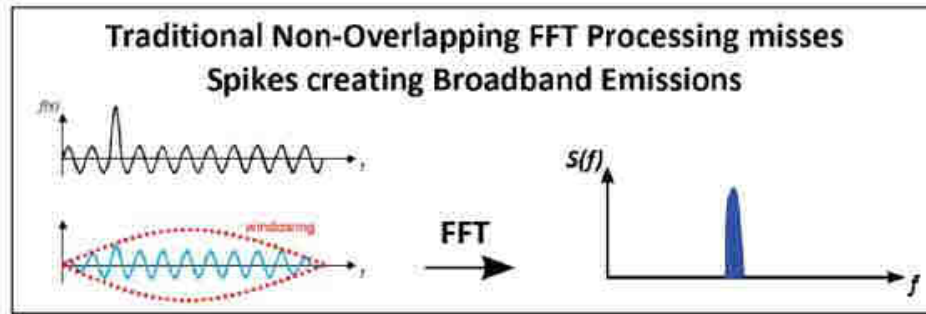 Traditional Non-Overlapping FFT Processing misses
Spikes creating Broadband Emissions
f(x)
windowing
FFT
S(f)
f